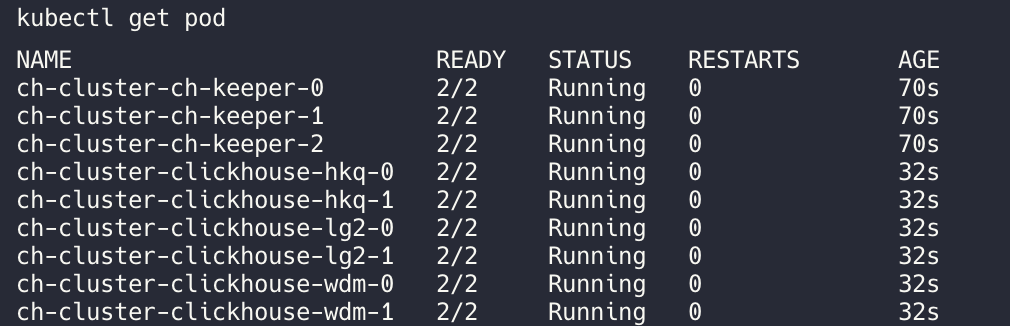 kubectl get pod
NAME READY STATUS RESTARTS AGE
ch-cluster-ch-keeper-0 2/2 Running 0 70s
ch-cluster-ch-keeper-1 2/2 Running 0 70s
ch-cluster-ch-keeper-2 2/2 Running 0 70s
ch-cluster-clickhouse-hkq-0 2/2 Running 0 32s
ch-cluster-clickhouse-hkq-1 2/2 Running 0 32s
ch-cluster-clickhouse-lg2-0 2/2 Running 0 32s
ch-cluster-clickhouse-lg2-1 2/2 Running 0 32s
ch-cluster-clickhouse-wdm-0 2/2 Running 0 32s
ch-cluster-clickhouse-wdm-1 2/2 Running 0 32s